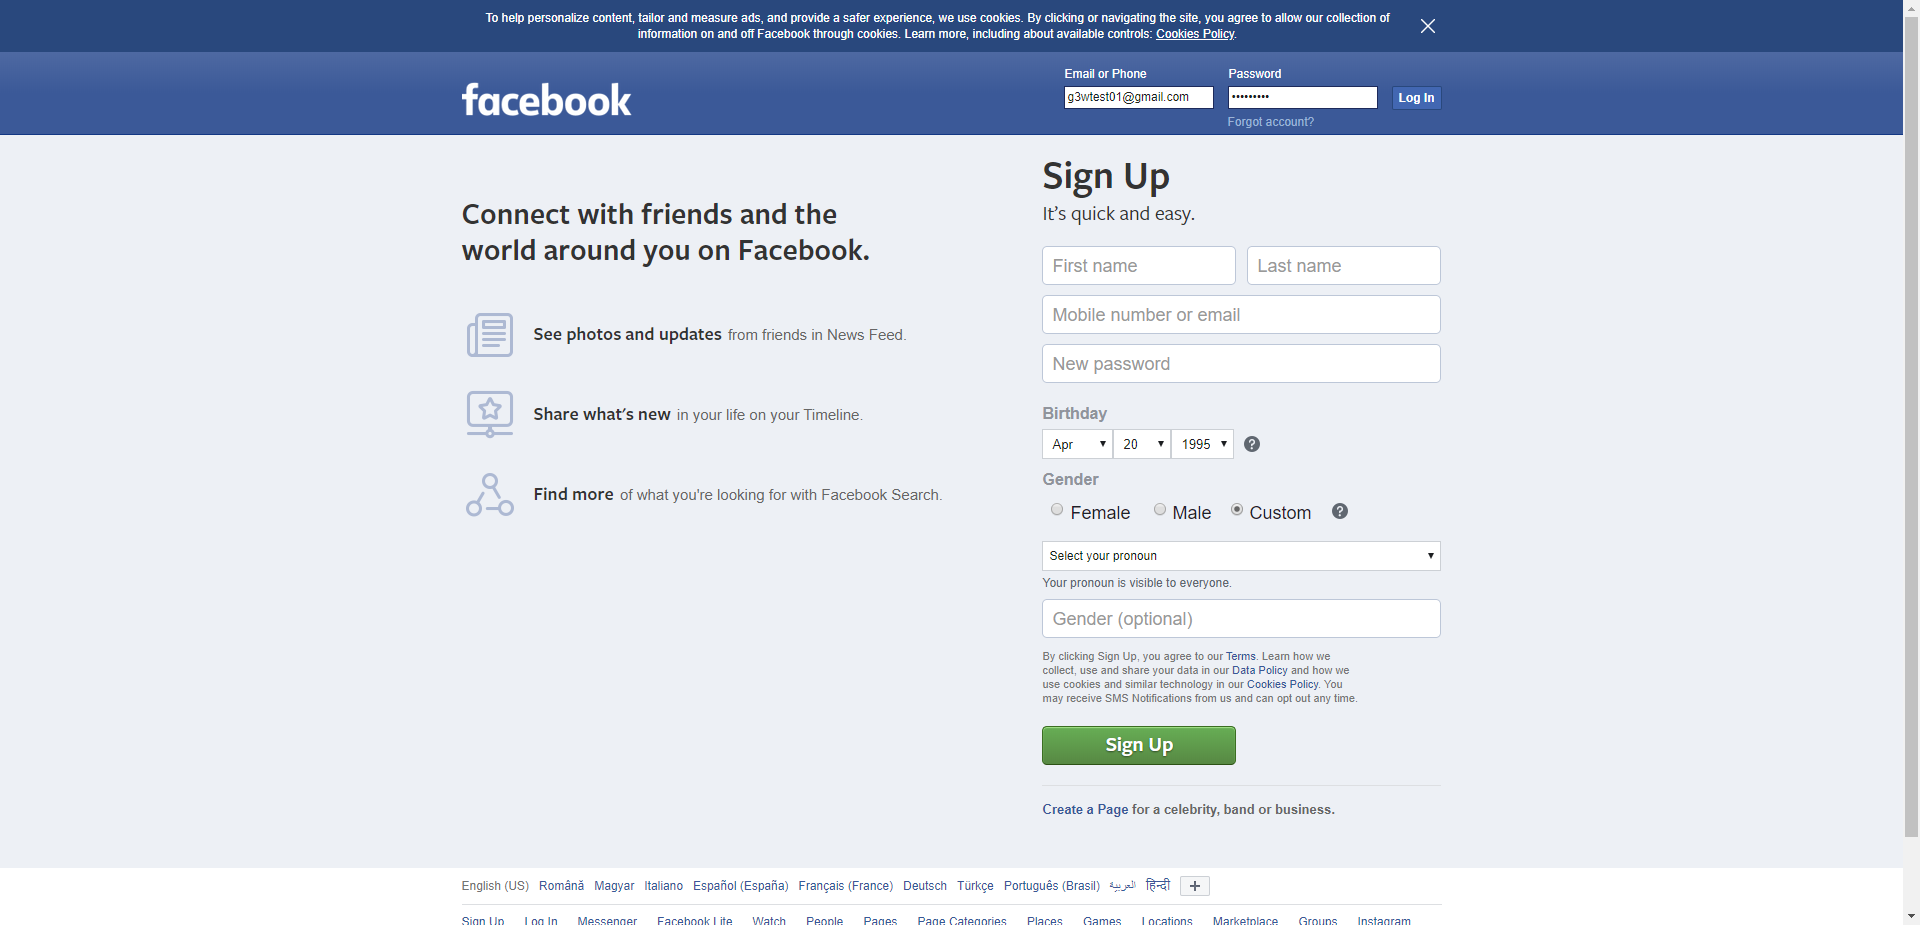 To help personalize content, tailor and measure ads, and provide a safer experience, we use cookies. By clicking or navigating the site, you agree to allow our collection of
information on and off Facebook through cookies. Learn more, including about available controls: Cookies Policy.
facebook
Email or Phone
Password
g3wtest01@gmail.com
•••••••••
Log In
Forgot account?
Connect with friends and the
world around you on Facebook.
See photos and updates from friends in News Feed.
Share what's new in your life on your Timeline.
Find more of what you're looking for with Facebook Search.
Sign Up
It's quick and easy.
First name
Last name
Mobile number or email
New password
Birthday
Apr 20 1995 ?
Gender
Female Male Custom ?
Select your pronoun
Your pronoun is visible to everyone.
Gender (optional)
By clicking Sign Up, you agree to our Terms. Learn how we
collect, use and share your data in our Data Policy and how we
use cookies and similar technology in our Cookies Policy. You
may receive SMS Notifications from us and can opt out any time.
Sign Up
Create a Page for a celebrity, band or business.
English (US) Română Magyar Italiano Español (España) Français (France) Deutsch Türkçe Português (Brasil) العربية हिन्दी +
Sign Up Log In Messenger Facebook Lite Watch People Pages Page Categories Places Games Locations Marketplace Groups Instagram